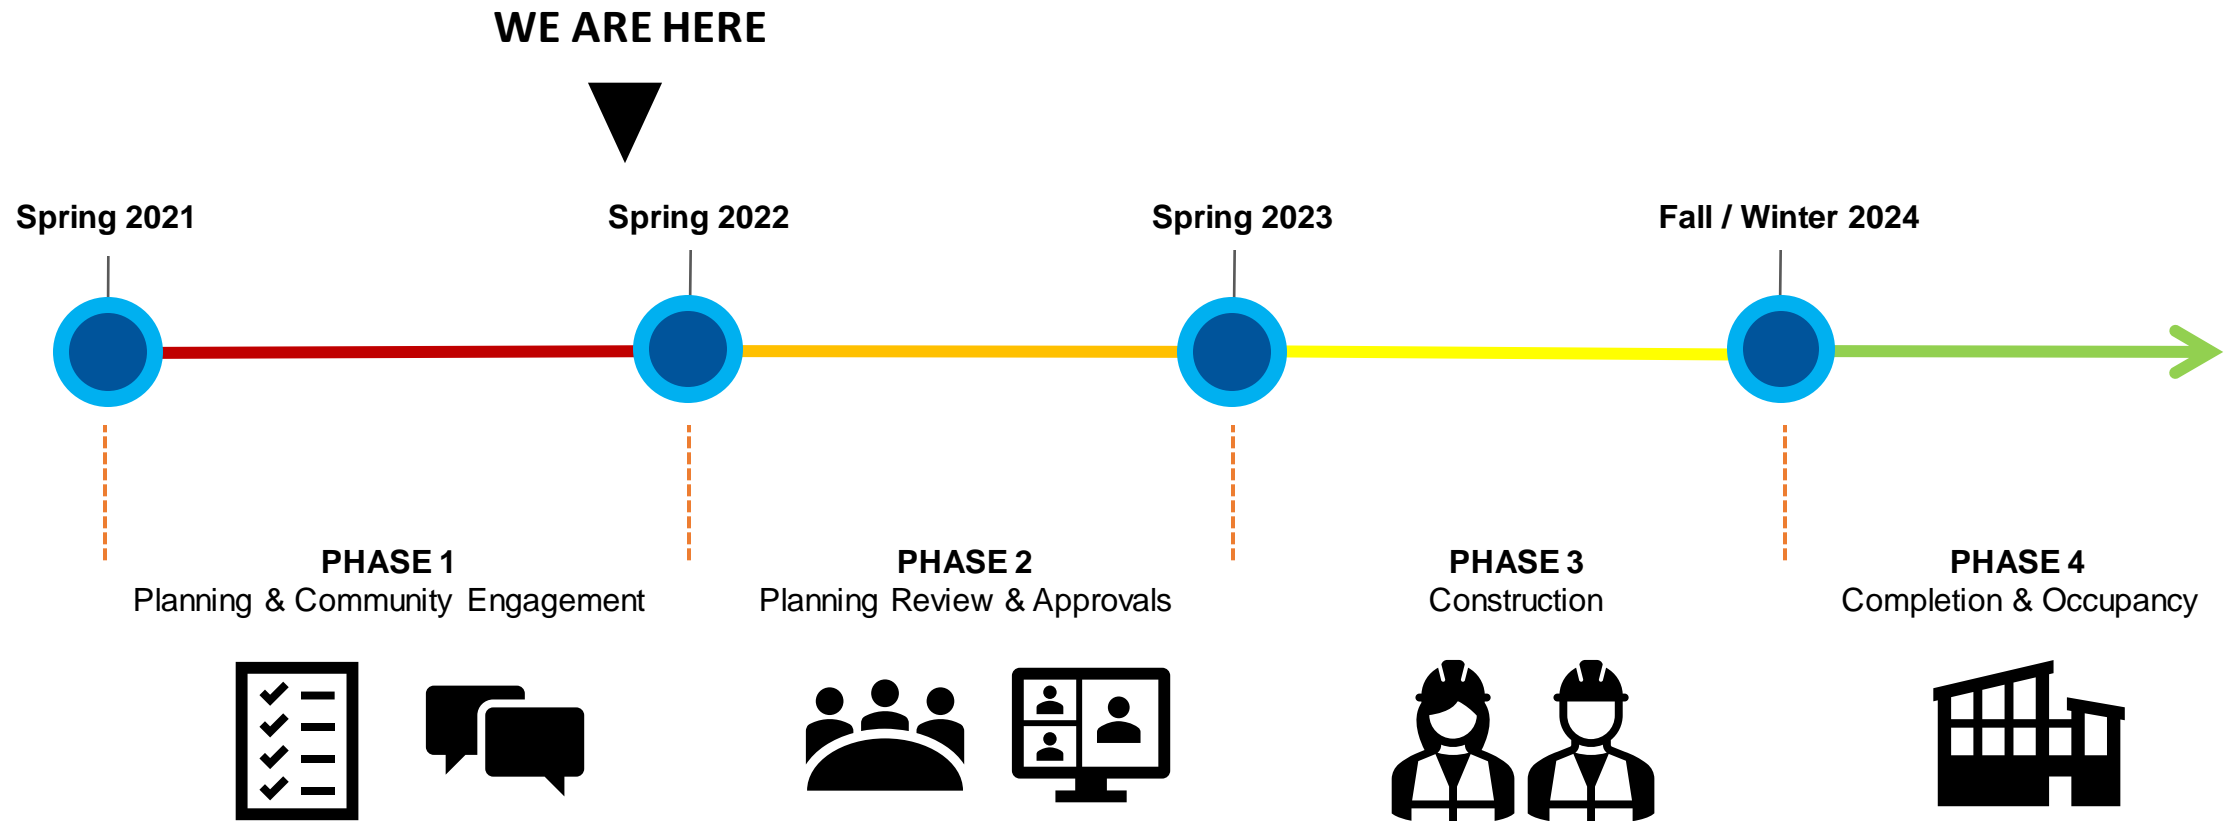 WE ARE HERE
Spring 2021
Spring 2022
Spring 2023
Fall / Winter 2024
PHASE 1
Planning & Community Engagement
PHASE 2
Planning Review & Approvals
PHASE 3
Construction
PHASE 4
Completion & Occupancy